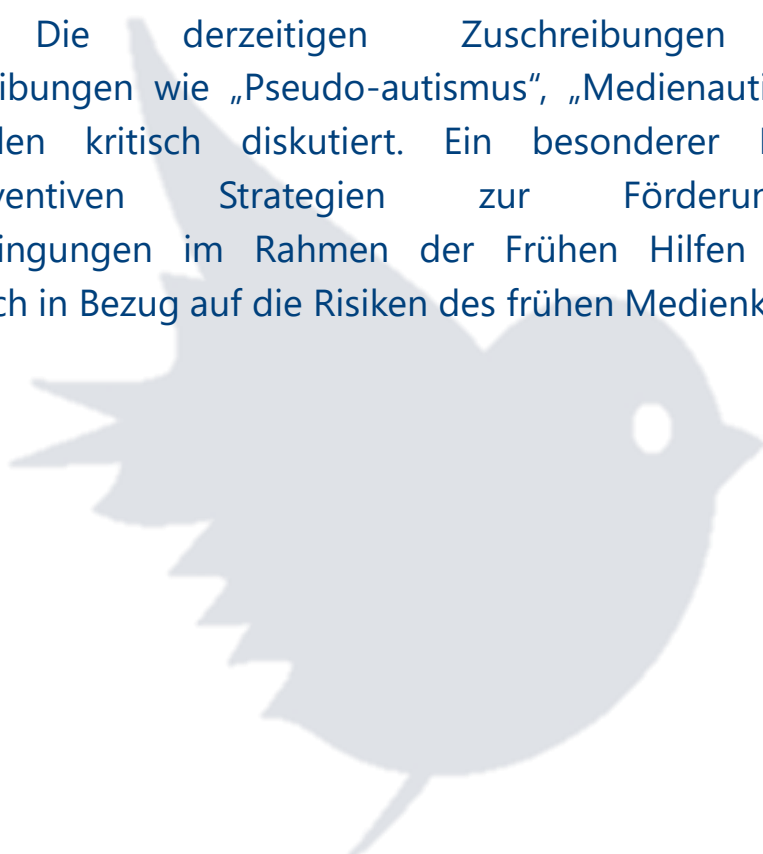 Die derzeitigen Zuschreibungen
ibungen wie „Pseudo-autismus“, „Medienauti
len kritisch diskutiert. Ein besonderer
ventiven Strategien zur Förderun
ingungen im Rahmen der Frühen Hilfen
ch in Bezug auf die Risiken des frühen Medienk